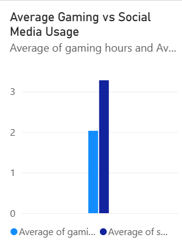 Average Gaming vs Social
Media Usage
Average of gaming hours and Av...
3
2
1
0
Average of gami... Average of s...